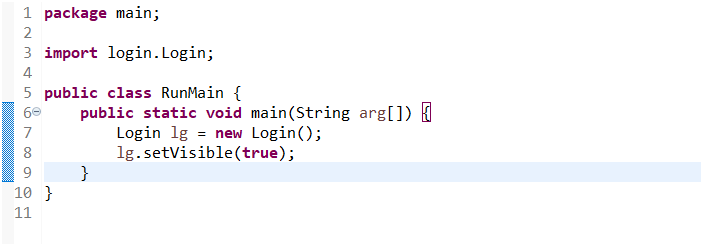 1 package main;
2
3 import login.Login;
4
5 public class RunMain {
6     public static void main(String arg[]) {
7         Login lg = new Login();
8         lg.setVisible(true);
9     }
10 }
11